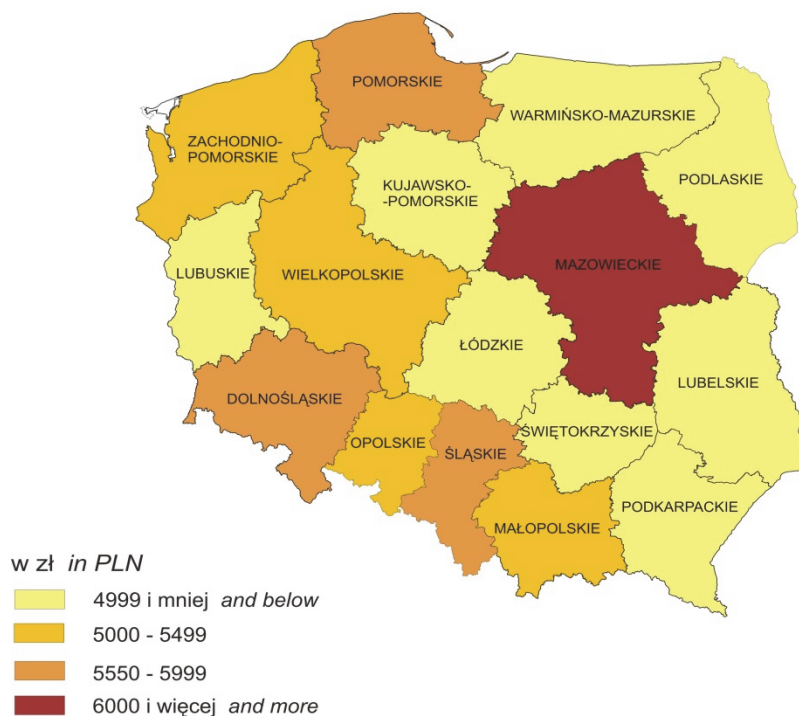 POMORSKIE
WARMIŃSKO-MAZURSKIE
ZACHODNIO-
POMORSKIE
KUJAWSKO-
-POMORSKIE
PODLASKIE
LUBUSKIE
WIELKOPOLSKIE
MAZOWIECKIE
ŁÓDZKIE
LUBELSKIE
DOLNOŚLĄSKIE
OPOLSKIE
ŚLĄSKIE
ŚWIĘTOKRZYSKIE
MAŁOPOLSKIE
PODKARPACKIE
w zł in PLN
4999 i mniej and below
5000 - 5499
5550 - 5999
6000 i więcej and more